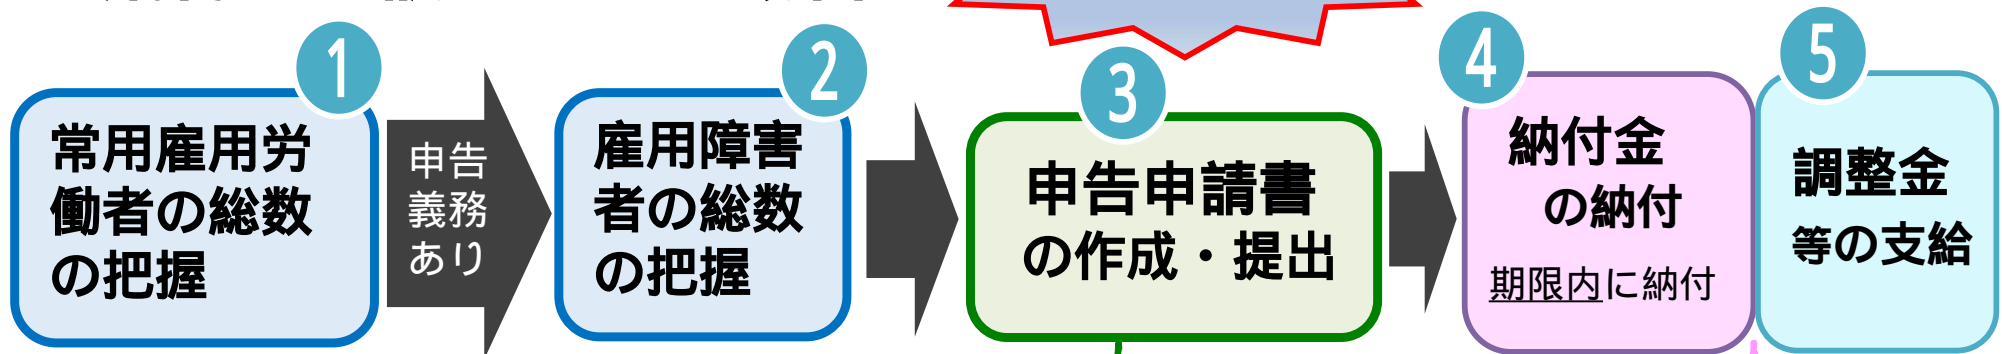 1
常用雇用労
働者の総数
の把握
申告
義務
あり
2
雇用障害
者の総数
の把握
3
申告申請書
の作成・提出
4
納付金
の納付
期限内に納付
5
調整金
等の支給